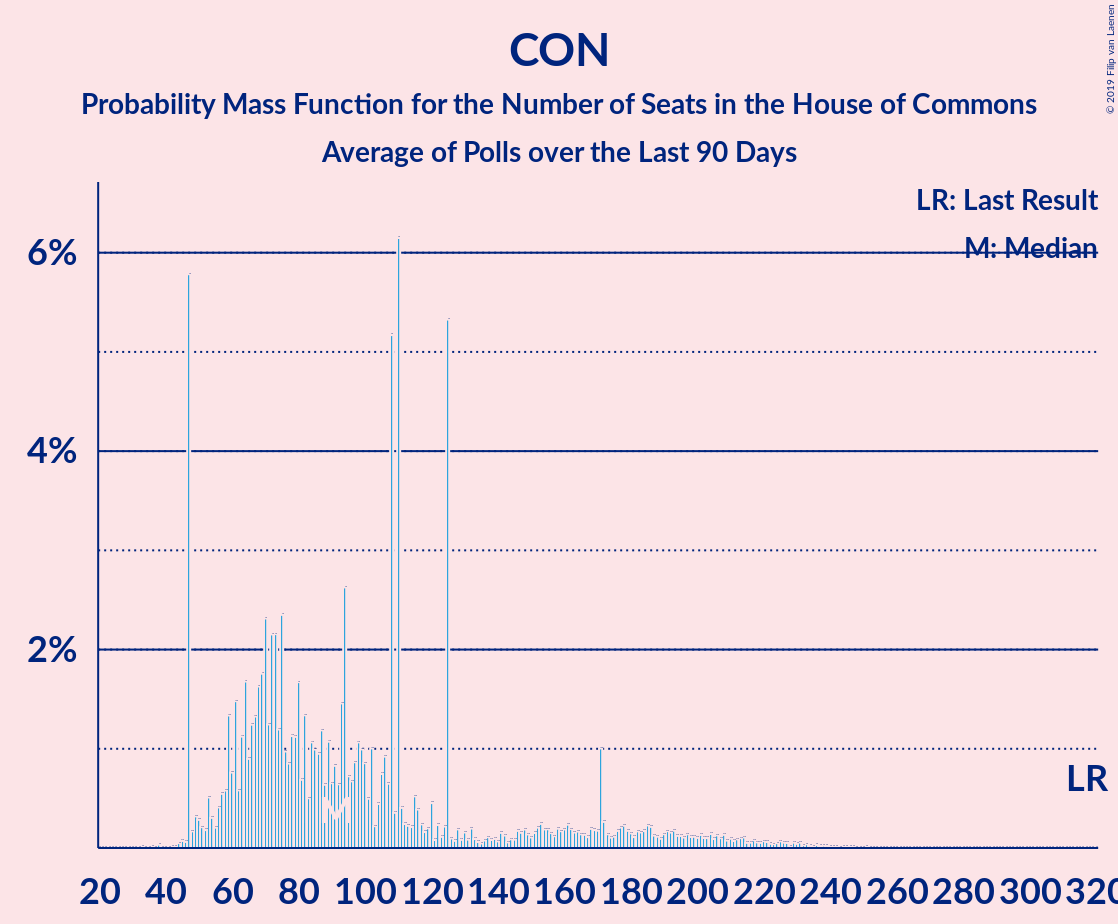 CON
Probability Mass Function for the Number of Seats in the House of Commons
Average of Polls over the Last 90 Days
© 2019 Filip van Laenen
LR: Last Result
M: Median
6%
4%
2%
LR
M
20 40 60 80 100 120 140 160 180 200 220 240 260 280 300 320